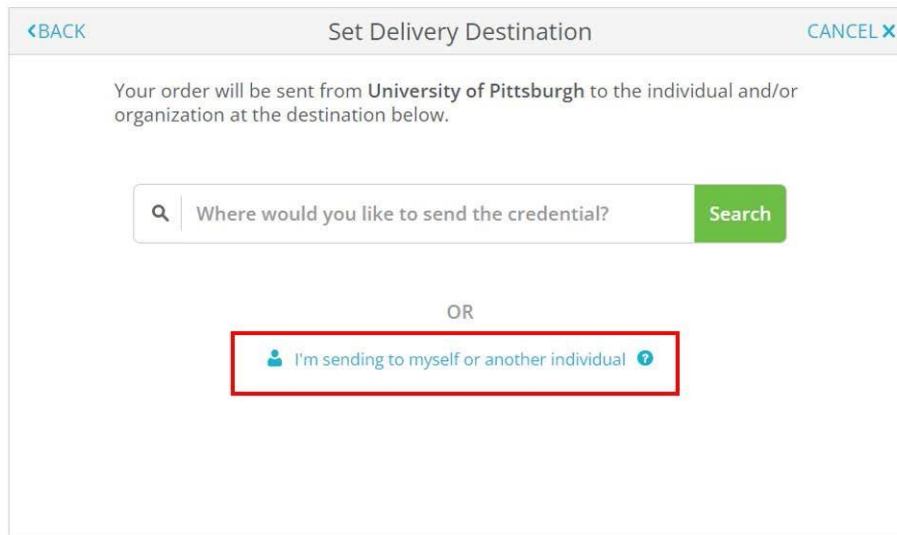 BACK Set Delivery Destination CANCEL
Your order will be sent from University of Pittsburgh to the individual and/or
organization at the destination below.
Where would you like to send the credential? Search
OR
I'm sending to myself or another individual ?